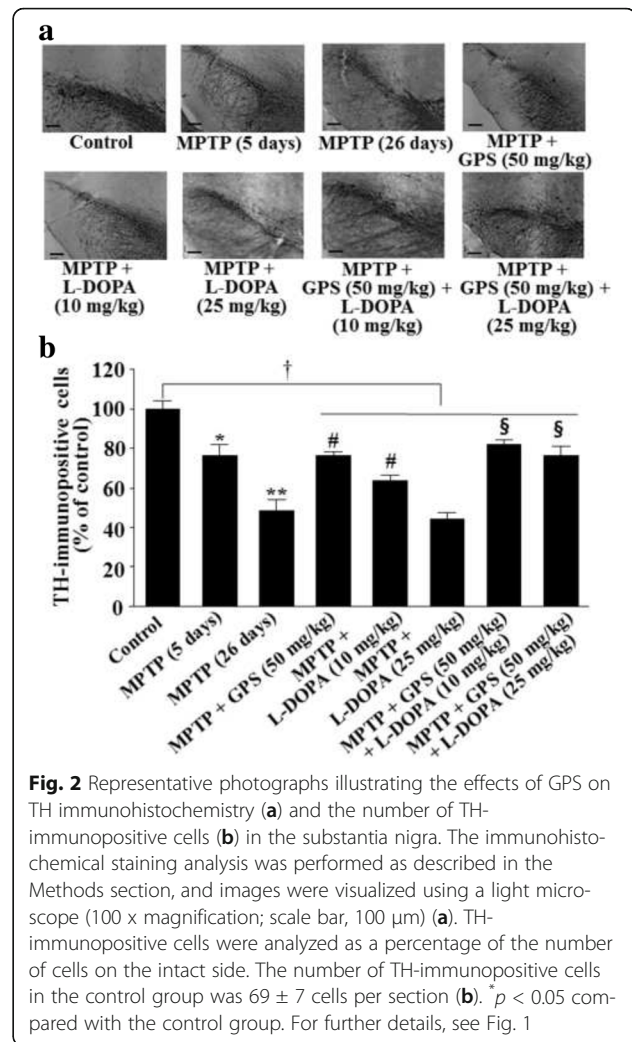 a
Control
MPTP (5 days)
MPTP (26 days)
MPTP +
GPS (50 mg/kg)
MPTP +
L-DOPA
(10 mg/kg)
MPTP +
L-DOPA
(25 mg/kg)
MPTP +
GPS (50 mg/kg) +
L-DOPA
(10 mg/kg)
MPTP +
GPS (50 mg/kg) +
L-DOPA
(25 mg/kg)
b
TH-immunopositive cells
(% of control)
120
100
80
60
40
20
0
†
*
**
#
#
§
§
Control
MPTP (5 days)
MPTP (26 days)
MPTP + GPS (50 mg/kg)
MPTP +
L-DOPA (10 mg/kg)
MPTP +
L-DOPA (25 mg/kg)
MPTP + GPS (50 mg/kg)
+ L-DOPA (10 mg/kg)
MPTP + GPS (50 mg/kg)
+ L-DOPA (25 mg/kg)
Fig. 2 Representative photographs illustrating the effects of GPS on
TH immunohistochemistry (a) and the number of TH-
immunopositive cells (b) in the substantia nigra. The immunohisto-
chemical staining analysis was performed as described in the
Methods section, and images were visualized using a light micro-
scope (100 x magnification; scale bar, 100 μm) (a). TH-
immunopositive cells were analyzed as a percentage of the number
of cells on the intact side. The number of TH-immunopositive cells
in the control group was 69 ± 7 cells per section (b). *p < 0.05 com-
pared with the control group. For further details, see Fig. 1